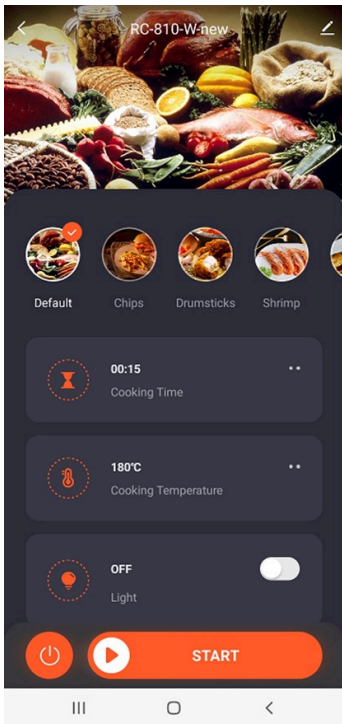 RC-810-W-new
Default
Chips
Drumsticks
Shrimp
00:15
Cooking Time
180℃
Cooking Temperature
OFF
Light
START